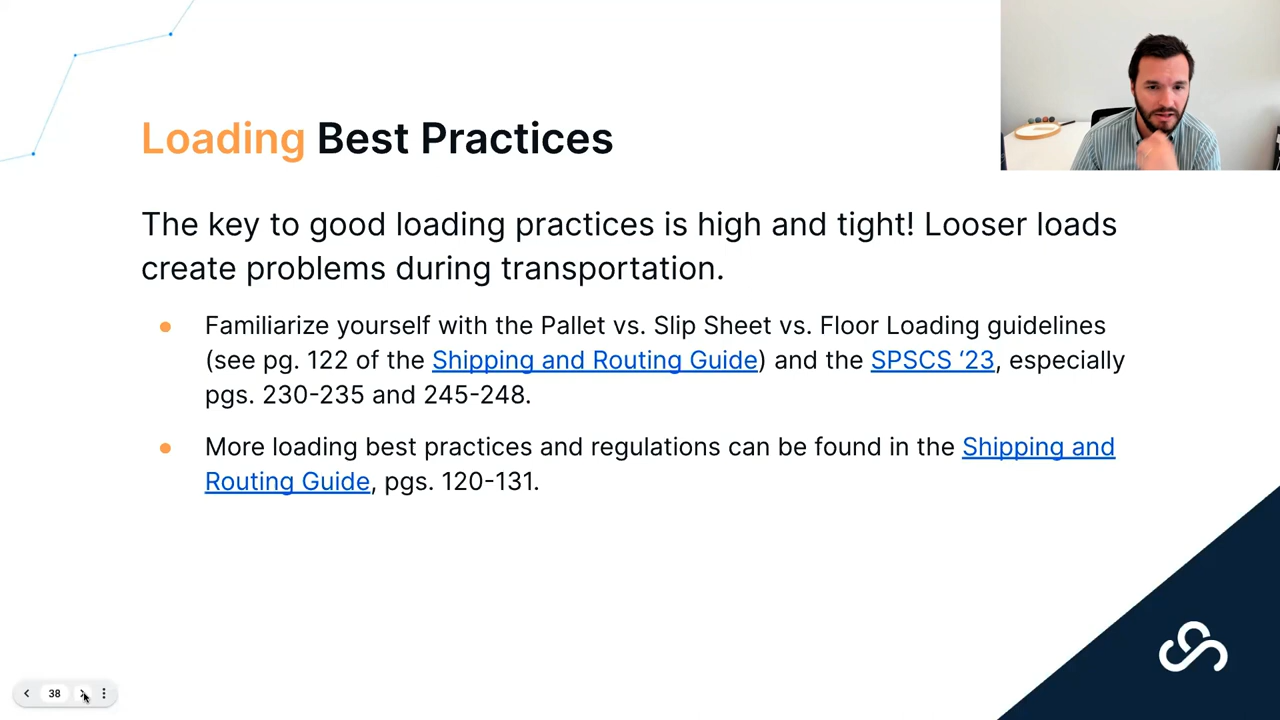 Loading Best Practices
The key to good loading practices is high and tight! Looser loads
create problems during transportation.
Familiarize yourself with the Pallet vs. Slip Sheet vs. Floor Loading guidelines
(see pg. 122 of the Shipping and Routing Guide) and the SPSCS ‘23, especially
pgs. 230-235 and 245-248.
More loading best practices and regulations can be found in the Shipping and
Routing Guide, pgs. 120-131.
38